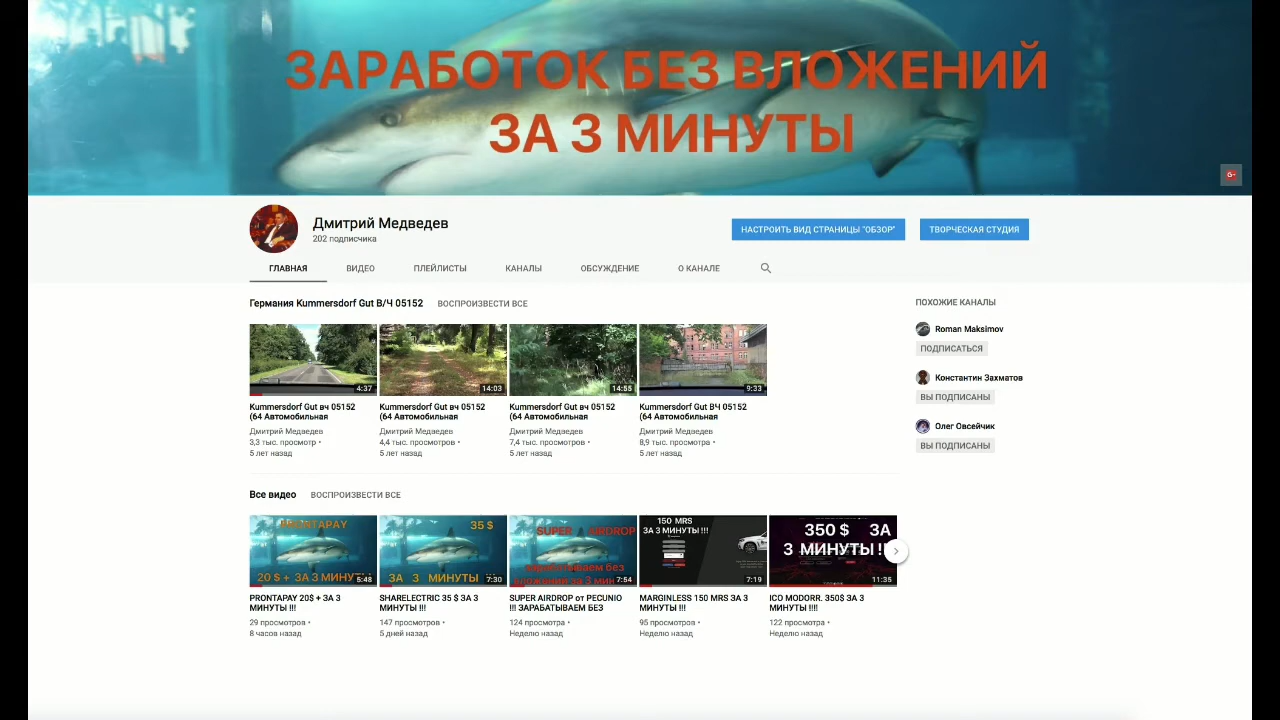 ЗАРАБОТОК БЕЗ ВЛОЖЕНИЙ
ЗА 3 МИНУТЫ
G+
Дмитрий Медведев
202 подписчика
НАСТРОИТЬ ВИД СТРАНИЦЫ "ОБЗОР"
ТВОРЧЕСКАЯ СТУДИЯ
ГЛАВНАЯ ВИДЕО ПЛЕЙЛИСТЫ КАНАЛЫ ОБСУЖДЕНИЕ О КАНАЛЕ
Германия Kummersdorf Gut В/Ч 05152 ВОСПРОИЗВЕСТИ ВСЕ
4:37
Kummersdorf Gut вч 05152
(64 Автомобильная
Дмитрий Медведев
3,3 тыс. просмотр •
5 лет назад
14:03
Kummersdorf Gut вч 05152
(64 Автомобильная
Дмитрий Медведев
4,4 тыс. просмотров •
5 лет назад
14:55
Kummersdorf Gut вч 05152
(64 Автомобильная
Дмитрий Медведев
7,4 тыс. просмотров •
5 лет назад
9:33
Kummersdorf Gut ВЧ 05152
(64 Автомобильная
Дмитрий Медведев
8,9 тыс. просмотра •
5 лет назад
ПОХОЖИЕ КАНАЛЫ
Roman Maksimov
ПОДПИСАТЬСЯ
Константин Захматов
ВЫ ПОДПИСАНЫ
Олег Овсейчик
ВЫ ПОДПИСАНЫ
Все видео ВОСПРОИЗВЕСТИ ВСЕ
PRONTAPAY
20 $ + ЗА 3 МИНУТЫ
5:48
PRONTAPAY 20$ + ЗА 3
МИНУТЫ !!!
29 просмотров •
8 часов назад
35 $
ЗА 3 МИНУТЫ
7:30
SHARELECTRIC 35 $ ЗА 3
МИНУТЫ !!!
147 просмотров •
5 дней назад
SUPER AIRDROP
зарабатываем без
вложений за 3 мин
7:54
SUPER AIRDROP от PECUNIO
!!! ЗАРАБАТЫВАЕМ БЕЗ
124 просмотра •
Неделю назад
150 MRS
ЗА 3 МИНУТЫ !!!
7:19
MARGINLESS 150 MRS ЗА 3
МИНУТЫ !!!
95 просмотров •
Неделю назад
350 $ ЗА
3 МИНУТЫ !!
11:35
ICO MODORR. 350$ ЗА 3
МИНУТЫ !!!!
122 просмотра •
Неделю назад